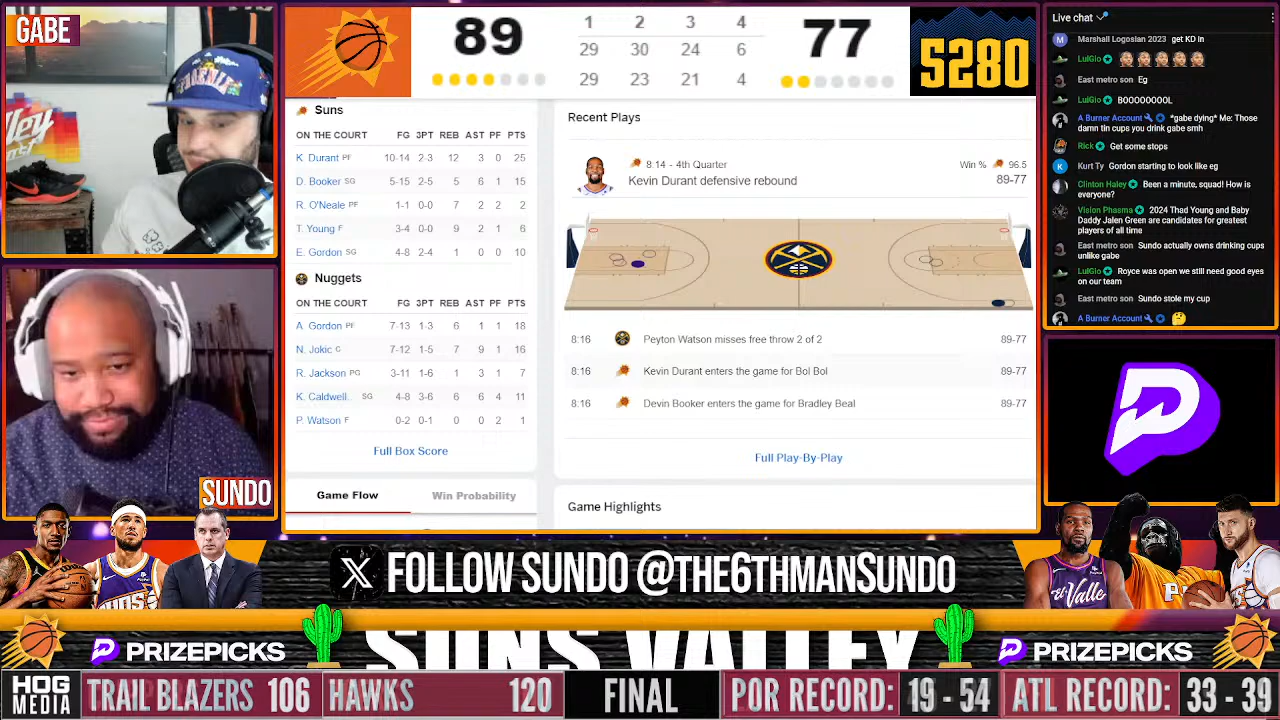 GABE
SUNDO
89
1 2 3 4
29 30 24 6
29 23 21 4
77
5280
Suns
ON THE COURT FG 3PT REB AST PF PTS
K. Durant PF 10-14 2-3 12 3 0 25
D. Booker SG 5-15 2-5 5 6 1 15
R. O'Neale PF 1-1 0-0 7 2 2 2
T. Young F 3-4 0-0 9 2 1 6
E. Gordon SG 4-8 2-4 1 0 0 10
Nuggets
ON THE COURT FG 3PT REB AST PF PTS
A. Gordon PF 7-13 1-3 6 1 1 18
N. Jokic C 7-12 1-5 7 9 1 16
R. Jackson PG 3-11 1-6 1 3 1 7
K. Caldwell.. SG 4-8 3-6 6 6 4 11
P. Watson F 0-2 0-1 0 0 2 1
Full Box Score
Game Flow Win Probability
Recent Plays
8:14 - 4th Quarter Win % 96.5
Kevin Durant defensive rebound 89-77
8:16 Peyton Watson misses free throw 2 of 2 89-77
8:16 Kevin Durant enters the game for Bol Bol 89-77
8:16 Devin Booker enters the game for Bradley Beal 89-77
Full Play-By-Play
Game Highlights
Live chat
M Marshall Logosian 2023 get KD in
LulGio
East metro son Eg
LulGio BOOOOOOOOL
A Burner Account *gabe dying* Me: Those
damn tin cups you drink gabe smh
Rick Get some stops
K Kurt Ty Gordon starting to look like eg
Clinton Haley Been a minute, squad! How is
everyone?
Vision Phasma 2024 Thad Young and Baby
Daddy Jalen Green are candidates for greatest
players of all time
East metro son Sundo actually owns drinking cups
unlike gabe
LulGio Royce was open we still need good eyes
on our team
East metro son Sundo stole my cup
A Burner Account
X FOLLOW SUNDO @THE6THMANSUNDO
PRIZEPICKS SUNS VALLEY PRIZEPICKS
HOG
MEDIA
TRAIL BLAZERS 106 HAWKS 120 FINAL POR RECORD: 19 - 54 ATL RECORD: 33 - 39